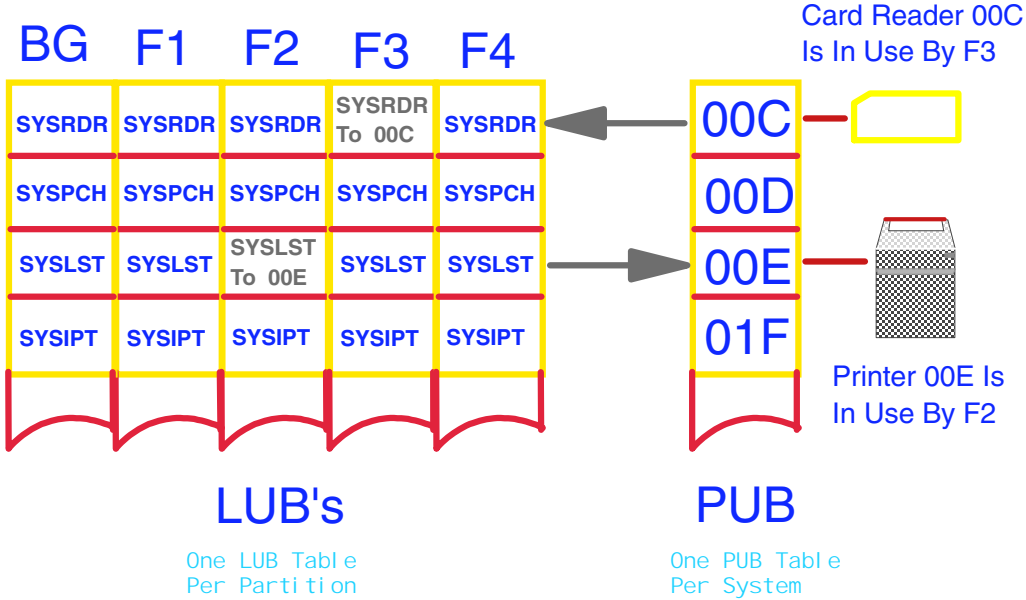 Card Reader 00C
Is In Use By F3
BG F1 F2 F3 F4
SYSRDR SYSRDR SYSRDR SYSRDR To 00C SYSRDR 00C
SYSPCH SYSPCH SYSPCH SYSPCH SYSPCH 00D
SYSLST SYSLST SYSLST To 00E SYSLST SYSLST 00E
SYSIPT SYSIPT SYSIPT SYSIPT SYSIPT 01F
Printer 00E Is
In Use By F2
LUB's PUB
One LUB Table
Per Partition
One PUB Table
Per System